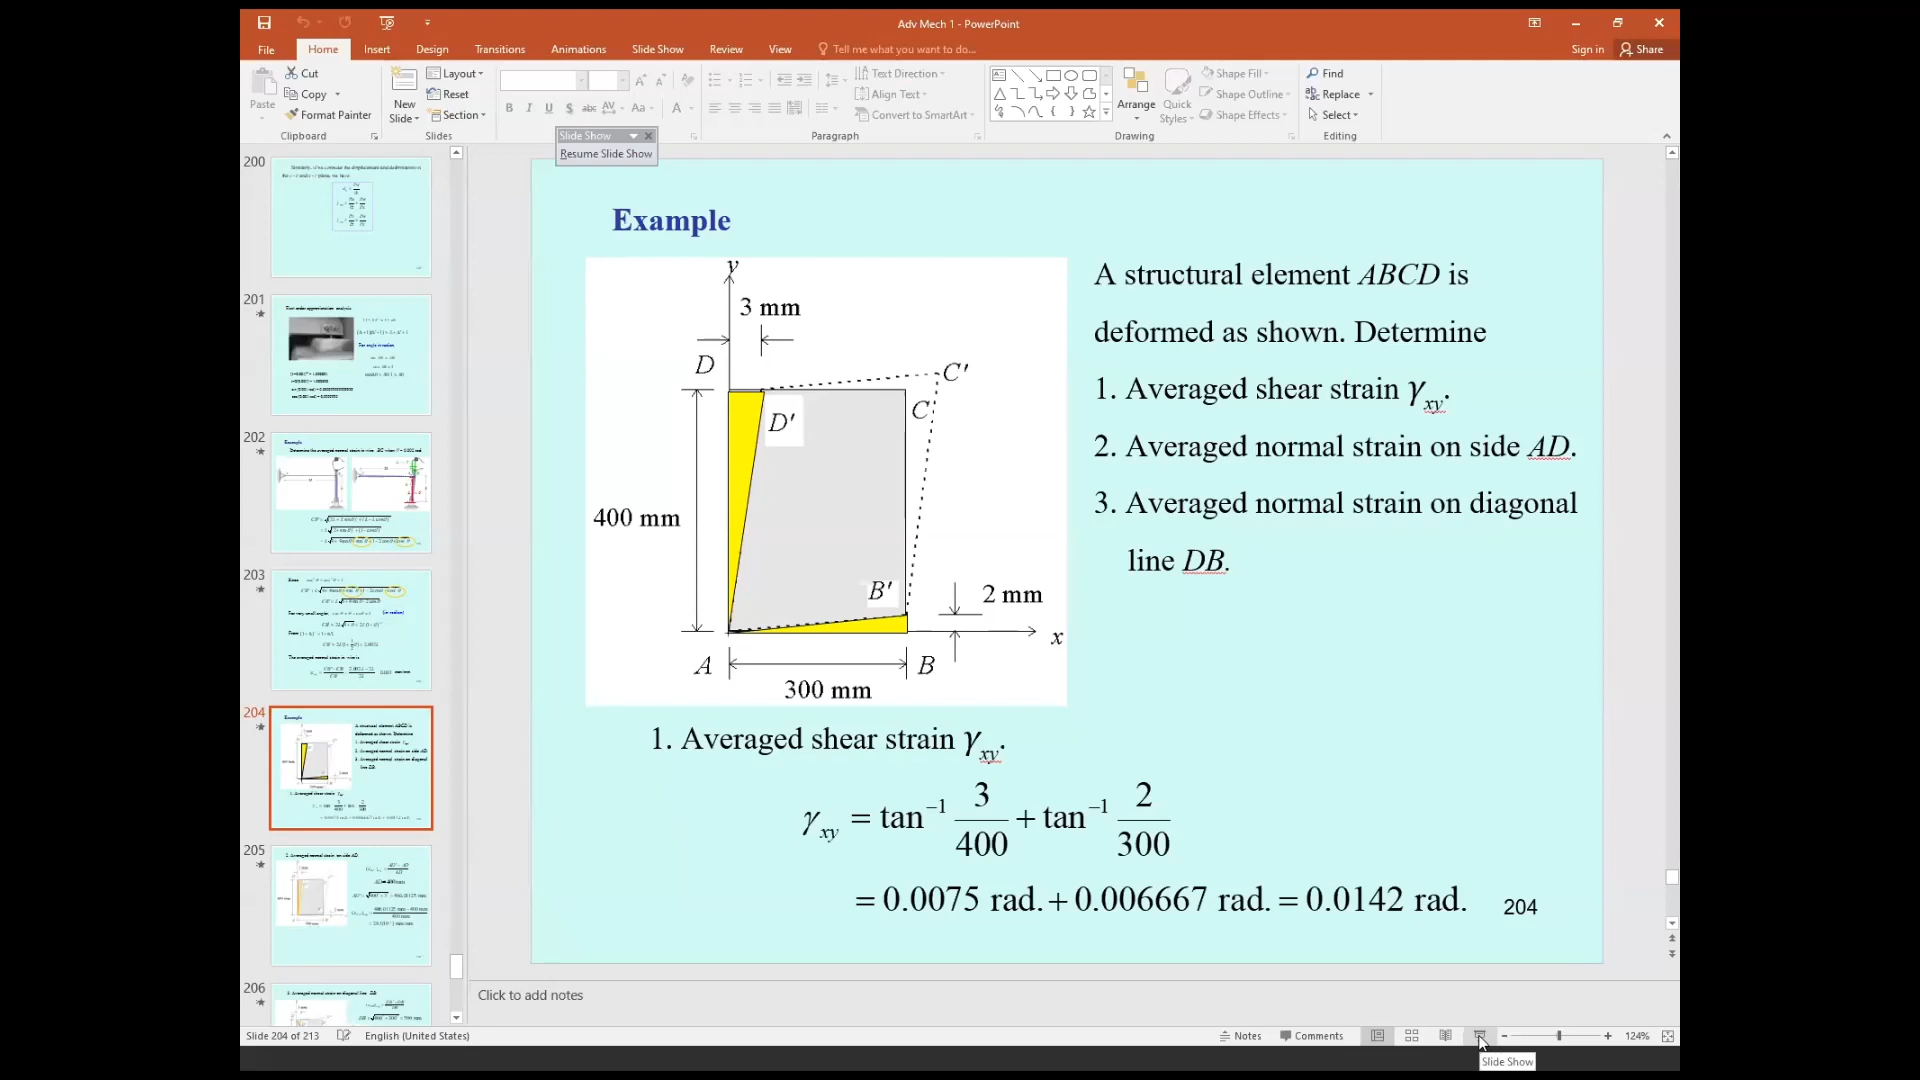 Adv Mech 1 - PowerPoint
File Home Insert Design Transitions Animations Slide Show Review View Tell me what you want to do... Sign in Share
Paste Cut Copy Format Painter
Clipboard
New Slide Layout Reset Section
Slides
B I U S abc AV Aa A
Text Direction
Align Text
Convert to SmartArt
Paragraph
Arrange Quick Styles
Shape Fill
Shape Outline
Shape Effects
Drawing
Find
Replace
Select
Editing
Slide Show
Resume Slide Show
200
201
202
203
204
205
206
Example
y
3 mm
D
C'
D'
C
400 mm
B'
2 mm
x
A
B
300 mm
A structural element ABCD is
deformed as shown. Determine
1. Averaged shear strain γxy.
2. Averaged normal strain on side AD.
3. Averaged normal strain on diagonal
line DB.
1. Averaged shear strain γxy.
γxy = tan⁻¹ 3/400 + tan⁻¹ 2/300
= 0.0075 rad. + 0.006667 rad. = 0.0142 rad.
204
Click to add notes
Slide 204 of 213 English (United States) Notes Comments 124%
Slide Show